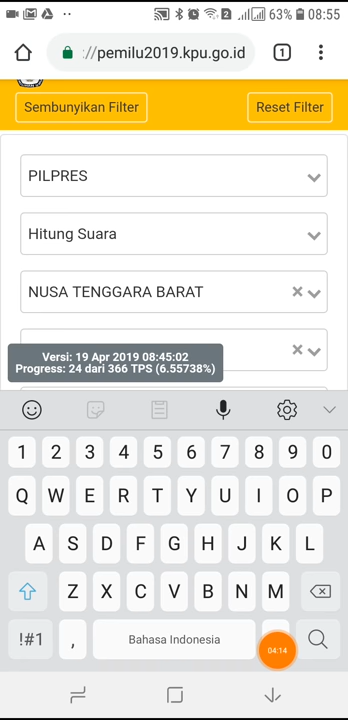 63% 08:55
://pemilu2019.kpu.go.id 1
Sembunyikan Filter Reset Filter
PILPRES
Hitung Suara
NUSA TENGGARA BARAT
Versi: 19 Apr 2019 08:45:02
Progress: 24 dari 366 TPS (6.55738%)
1 2 3 4 5 6 7 8 9 0
Q W E R T Y U I O P
A S D F G H J K L
Z X C V B N M
!#1 , Bahasa Indonesia 04:14